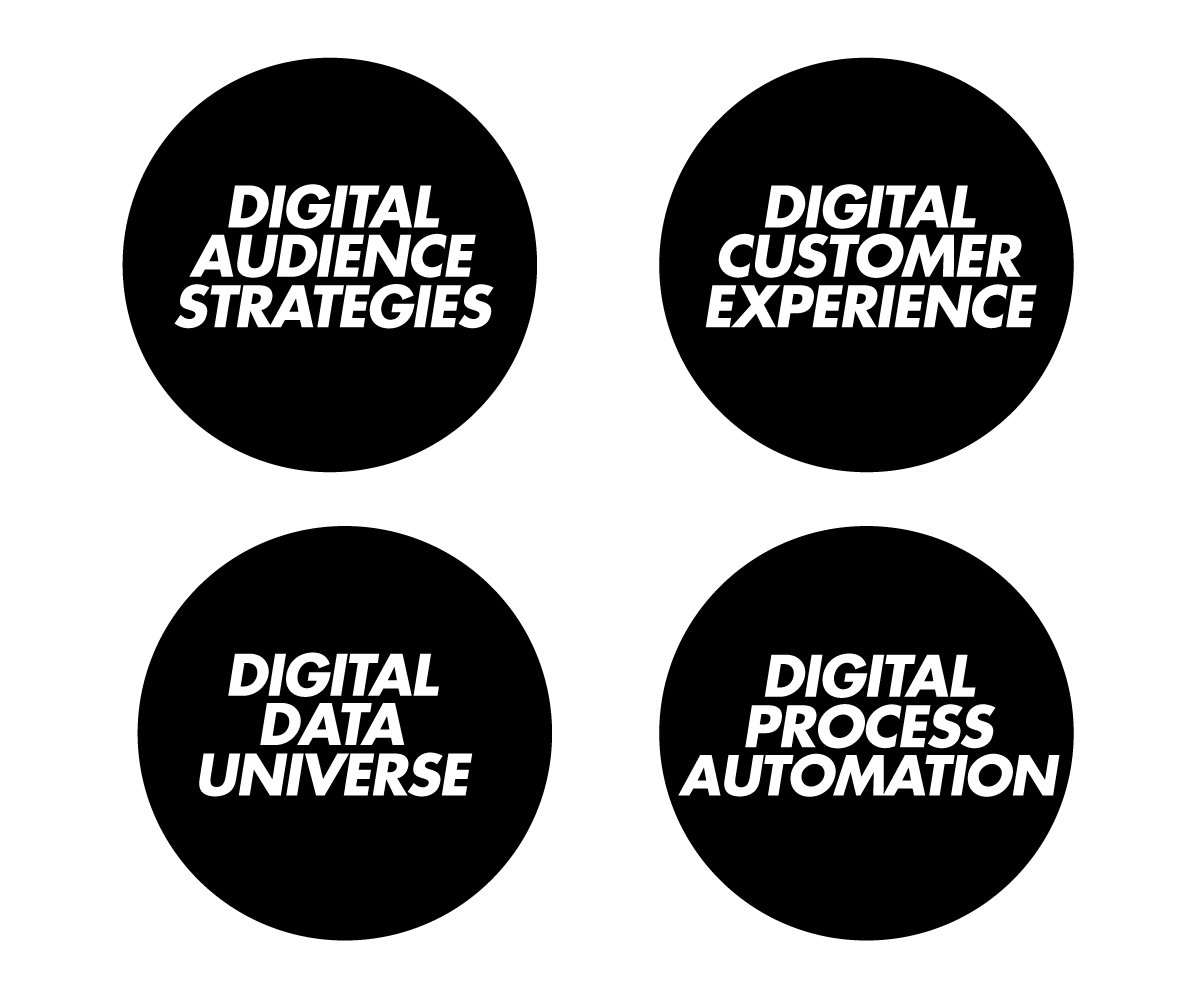 DIGITAL
AUDIENCE
STRATEGIES
DIGITAL
CUSTOMER
EXPERIENCE
DIGITAL
DATA
UNIVERSE
DIGITAL
PROCESS
AUTOMATION